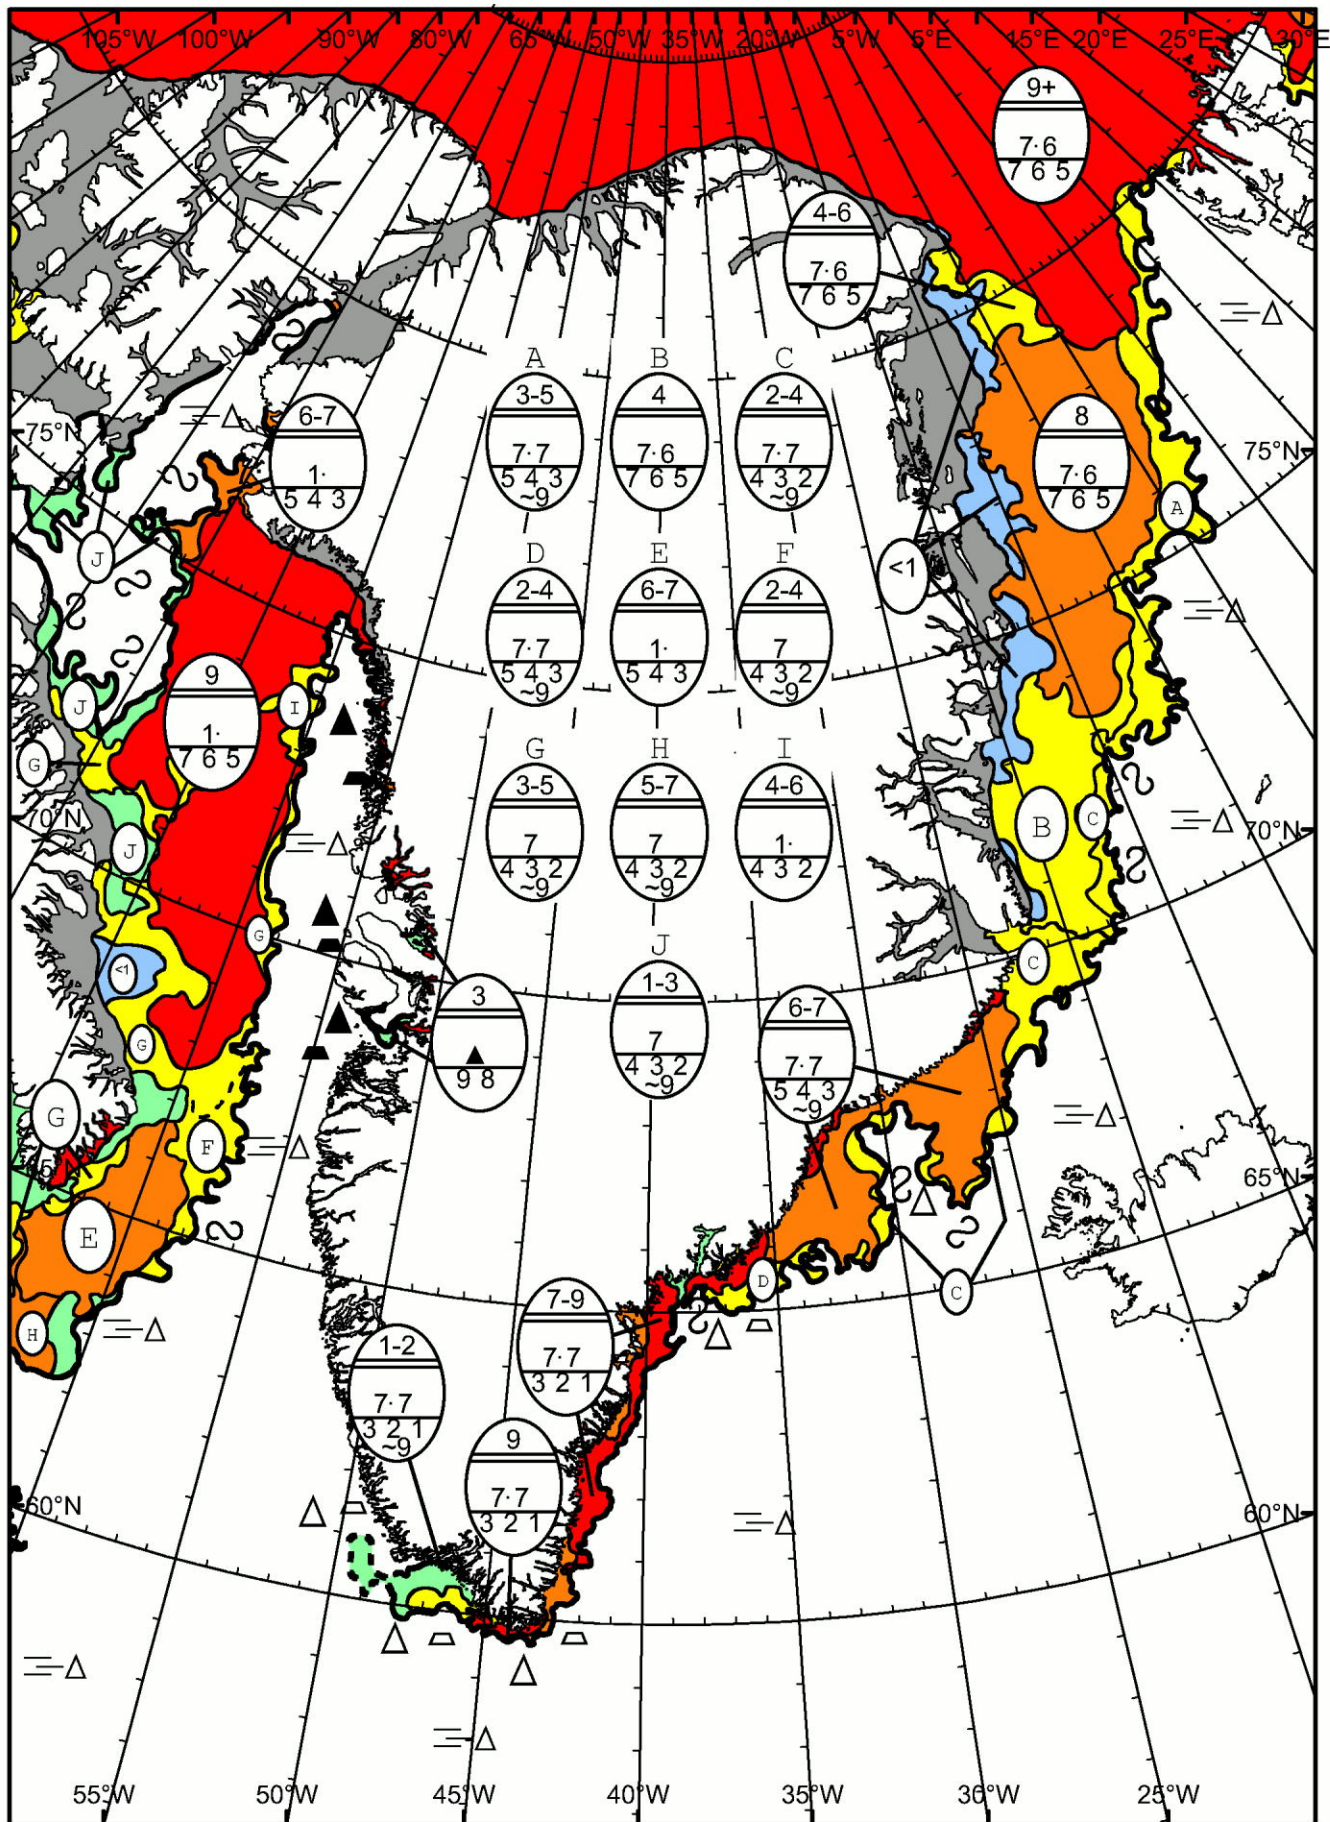 105°W 100°W 90°W 80°W 65°W 50°W 35°W 20°W 5°W 5°E 15°E 20°E 25°E 30°E
9+
7·6
7 6 5
4-6
7·6
7 6 5
A B C
3-5 4 2-4
7·7 7·6 7·7
5 4 3 7 6 5 4 3 2
~9 ~9
6-7
1·
5 4 3
8
7·6
7 6 5
75°N 75°N
A
J
<1
D E F
2-4 6-7 2-4
7·7 1· 7
5 4 3 5 4 3 4 3 2
~9 ~9
9
1·
7 6 5
I
J
G
G H I
3-5 5-7 4-6
7 7 1·
4 3 2 4 3 2 4 3 2
~9 ~9
70°N 70°N
B C
J
G
<1
C
J
1-3
7
4 3 2
~9
3
▲
9 8
6-7
7·7
5 4 3
~9
G
G
F
65°N
E
D
C
H
7-9
7·7
3 2 1
1-2
7·7
3 2 1
~9
9
7·7
3 2 1
60°N 60°N
55°W 50°W 45°W 40°W 35°W 30°W 25°W